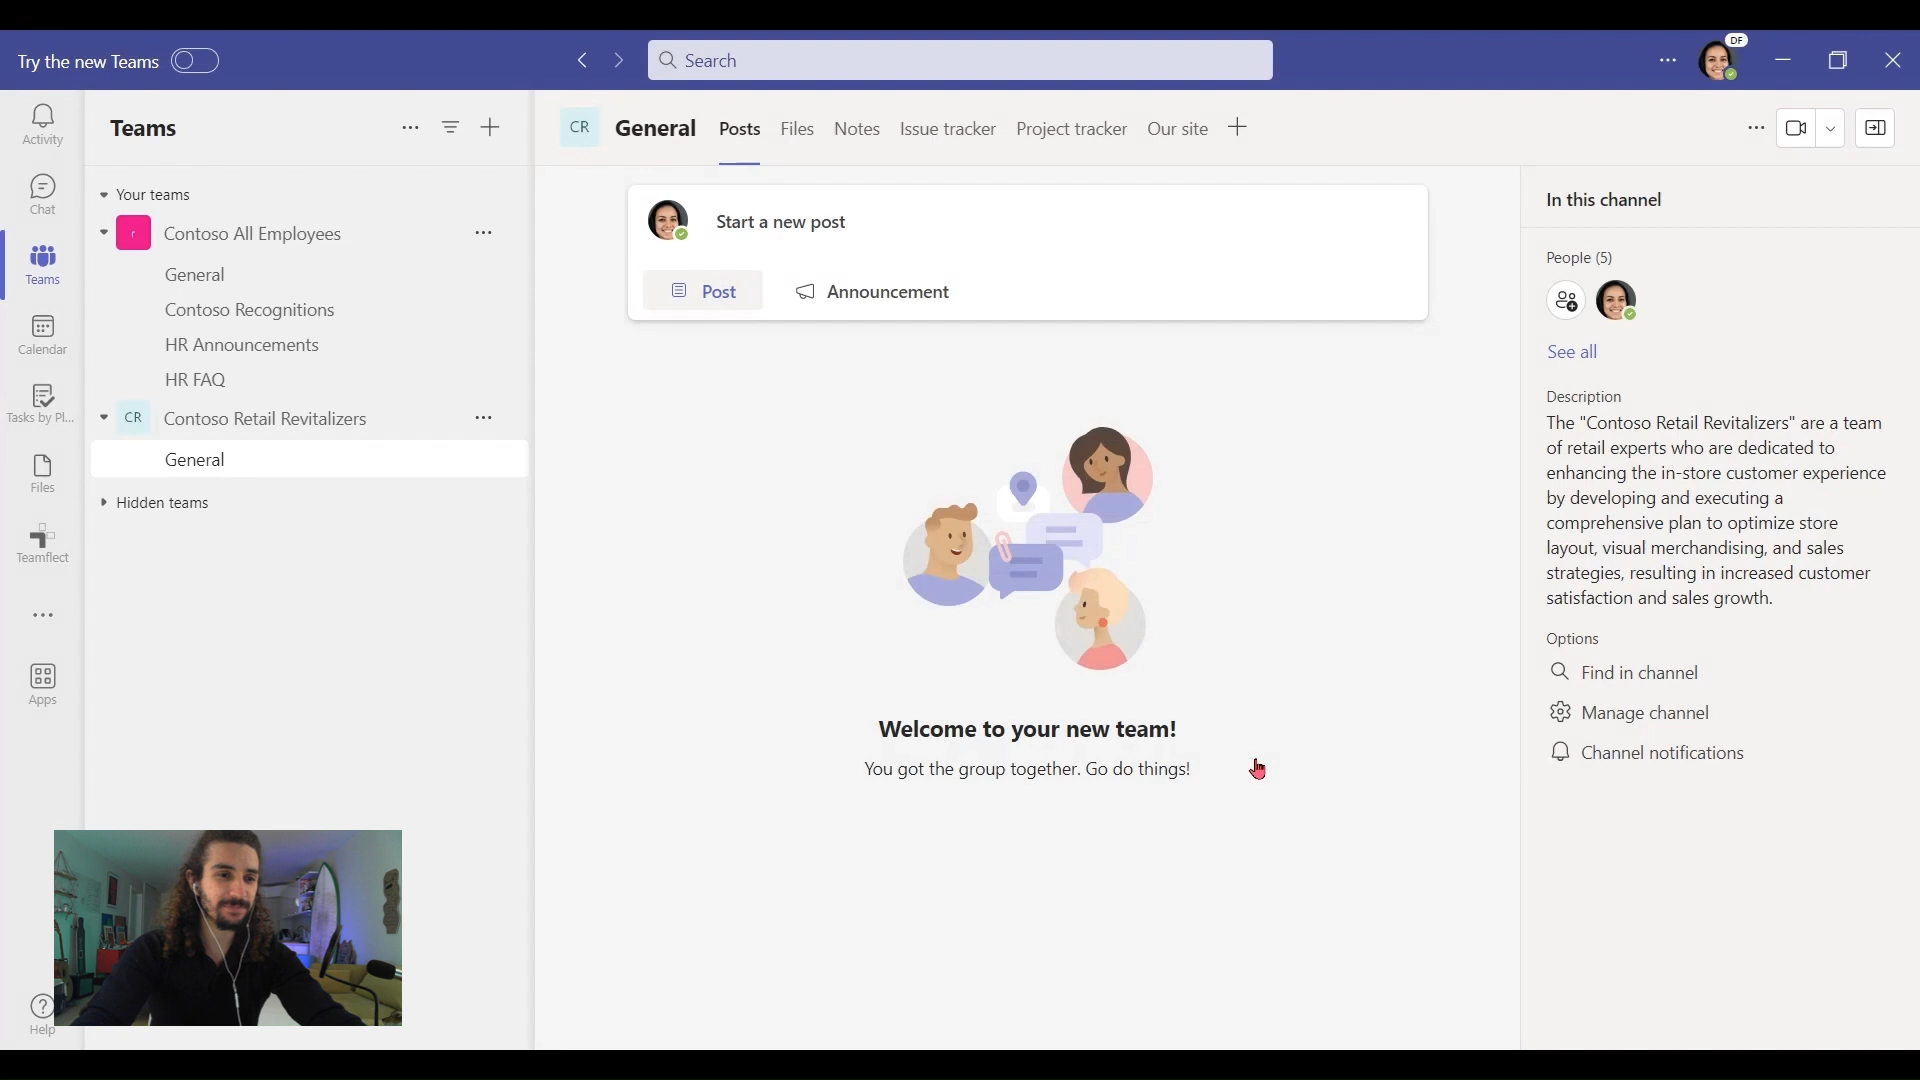 Try the new Teams
Search
DF
Activity
Chat
Teams
Calendar
Tasks by Pl...
Files
Teamflect
Apps
Help
Teams
Your teams
r
Contoso All Employees
General
Contoso Recognitions
HR Announcements
HR FAQ
CR
Contoso Retail Revitalizers
General
Hidden teams
CR
General
Posts
Files
Notes
Issue tracker
Project tracker
Our site
Start a new post
Post
Announcement
Welcome to your new team!
You got the group together. Go do things!
In this channel
People (5)
See all
Description
The "Contoso Retail Revitalizers" are a team
of retail experts who are dedicated to
enhancing the in-store customer experience
by developing and executing a
comprehensive plan to optimize store
layout, visual merchandising, and sales
strategies, resulting in increased customer
satisfaction and sales growth.
Options
Find in channel
Manage channel
Channel notifications